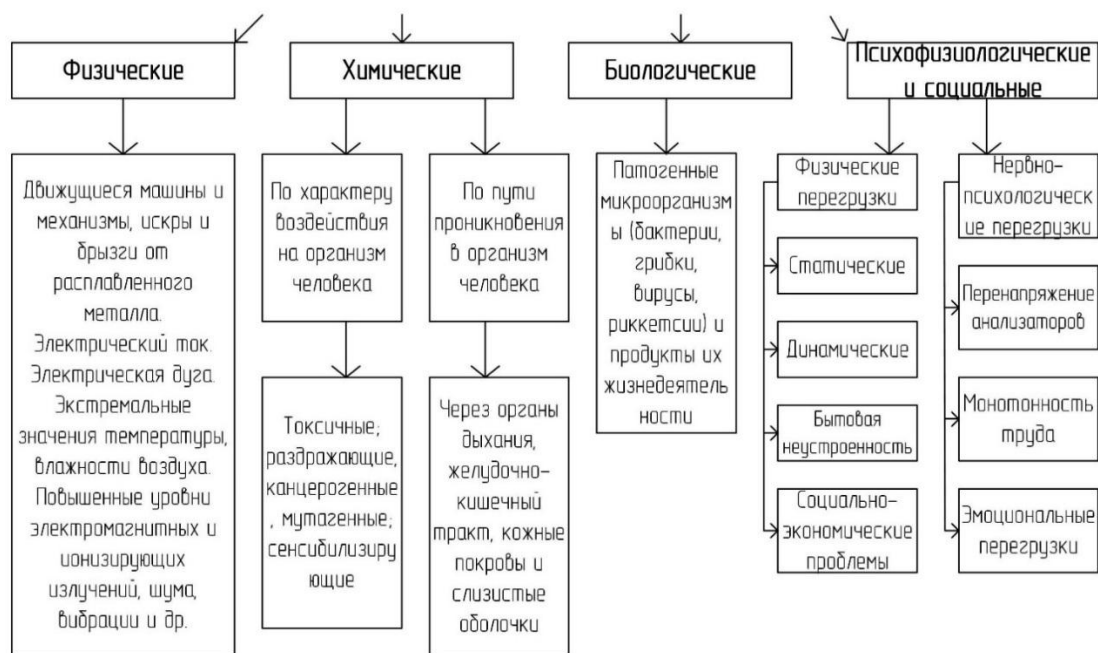 Физические
Химические
Биологические
Психофизиологические
и социальные
Движущиеся машины и
механизмы, искры и
брызги от
расплавленного
металла.
Электрический ток.
Электрическая дуга.
Экстремальные
значения температуры,
влажности воздуха.
Повышенные уровни
электромагнитных и
ионизирующих
излучений, шума,
вибрации и др.
По характеру
воздействия
на организм
человека
Токсичные;
раздражающие,
канцерогенные
, мутагенные;
сенсибилизиру
ющие
По пути
проникновения
в организм
человека
Через органы
дыхания,
желудочно-
кишечный
тракт, кожные
покровы и
слизистые
оболочки
Патогенные
микроорганизм
ы (бактерии,
грибки,
вирусы,
риккетсии) и
продукты их
жизнедеятель
ности
Физические
перегрузки
Статические
Динамические
Бытовая
неустроенность
Социально-
экономические
проблемы
Нервно-
психологическ
ие перегрузки
Перенапряжение
анализаторов
Монотонность
труда
Эмоциональные
перегрузки